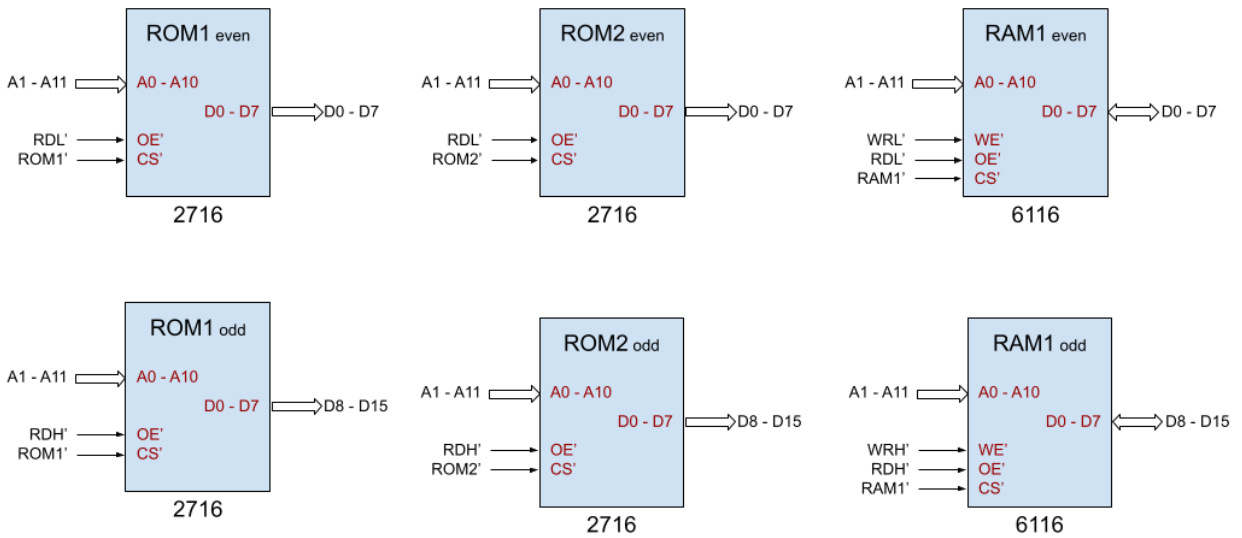 ROM1 even
A1 - A11
A0 - A10
D0 - D7
D0 - D7
RDL'
OE'
ROM1'
CS'
2716
ROM2 even
A1 - A11
A0 - A10
D0 - D7
D0 - D7
RDL'
OE'
ROM2'
CS'
2716
RAM1 even
A1 - A11
A0 - A10
D0 - D7
D0 - D7
WRL'
WE'
RDL'
OE'
RAM1'
CS'
6116
ROM1 odd
A1 - A11
A0 - A10
D0 - D7
D8 - D15
RDH'
OE'
ROM1'
CS'
2716
ROM2 odd
A1 - A11
A0 - A10
D0 - D7
D8 - D15
RDH'
OE'
ROM2'
CS'
2716
RAM1 odd
A1 - A11
A0 - A10
D0 - D7
D8 - D15
WRH'
WE'
RDH'
OE'
RAM1'
CS'
6116